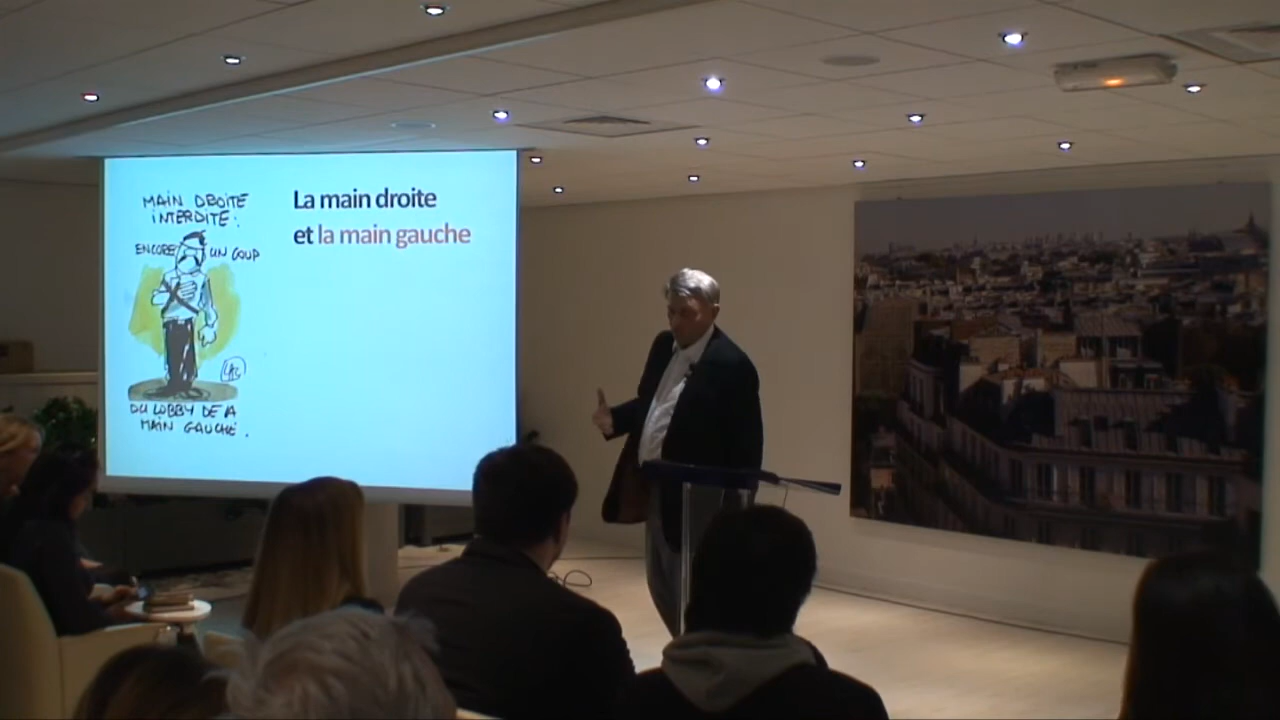 MAIN DROITE
INTERDITE:
ENCORE UN COUP
DU LOBBY DE LA
MAIN GAUCHE.
La main droite
et la main gauche